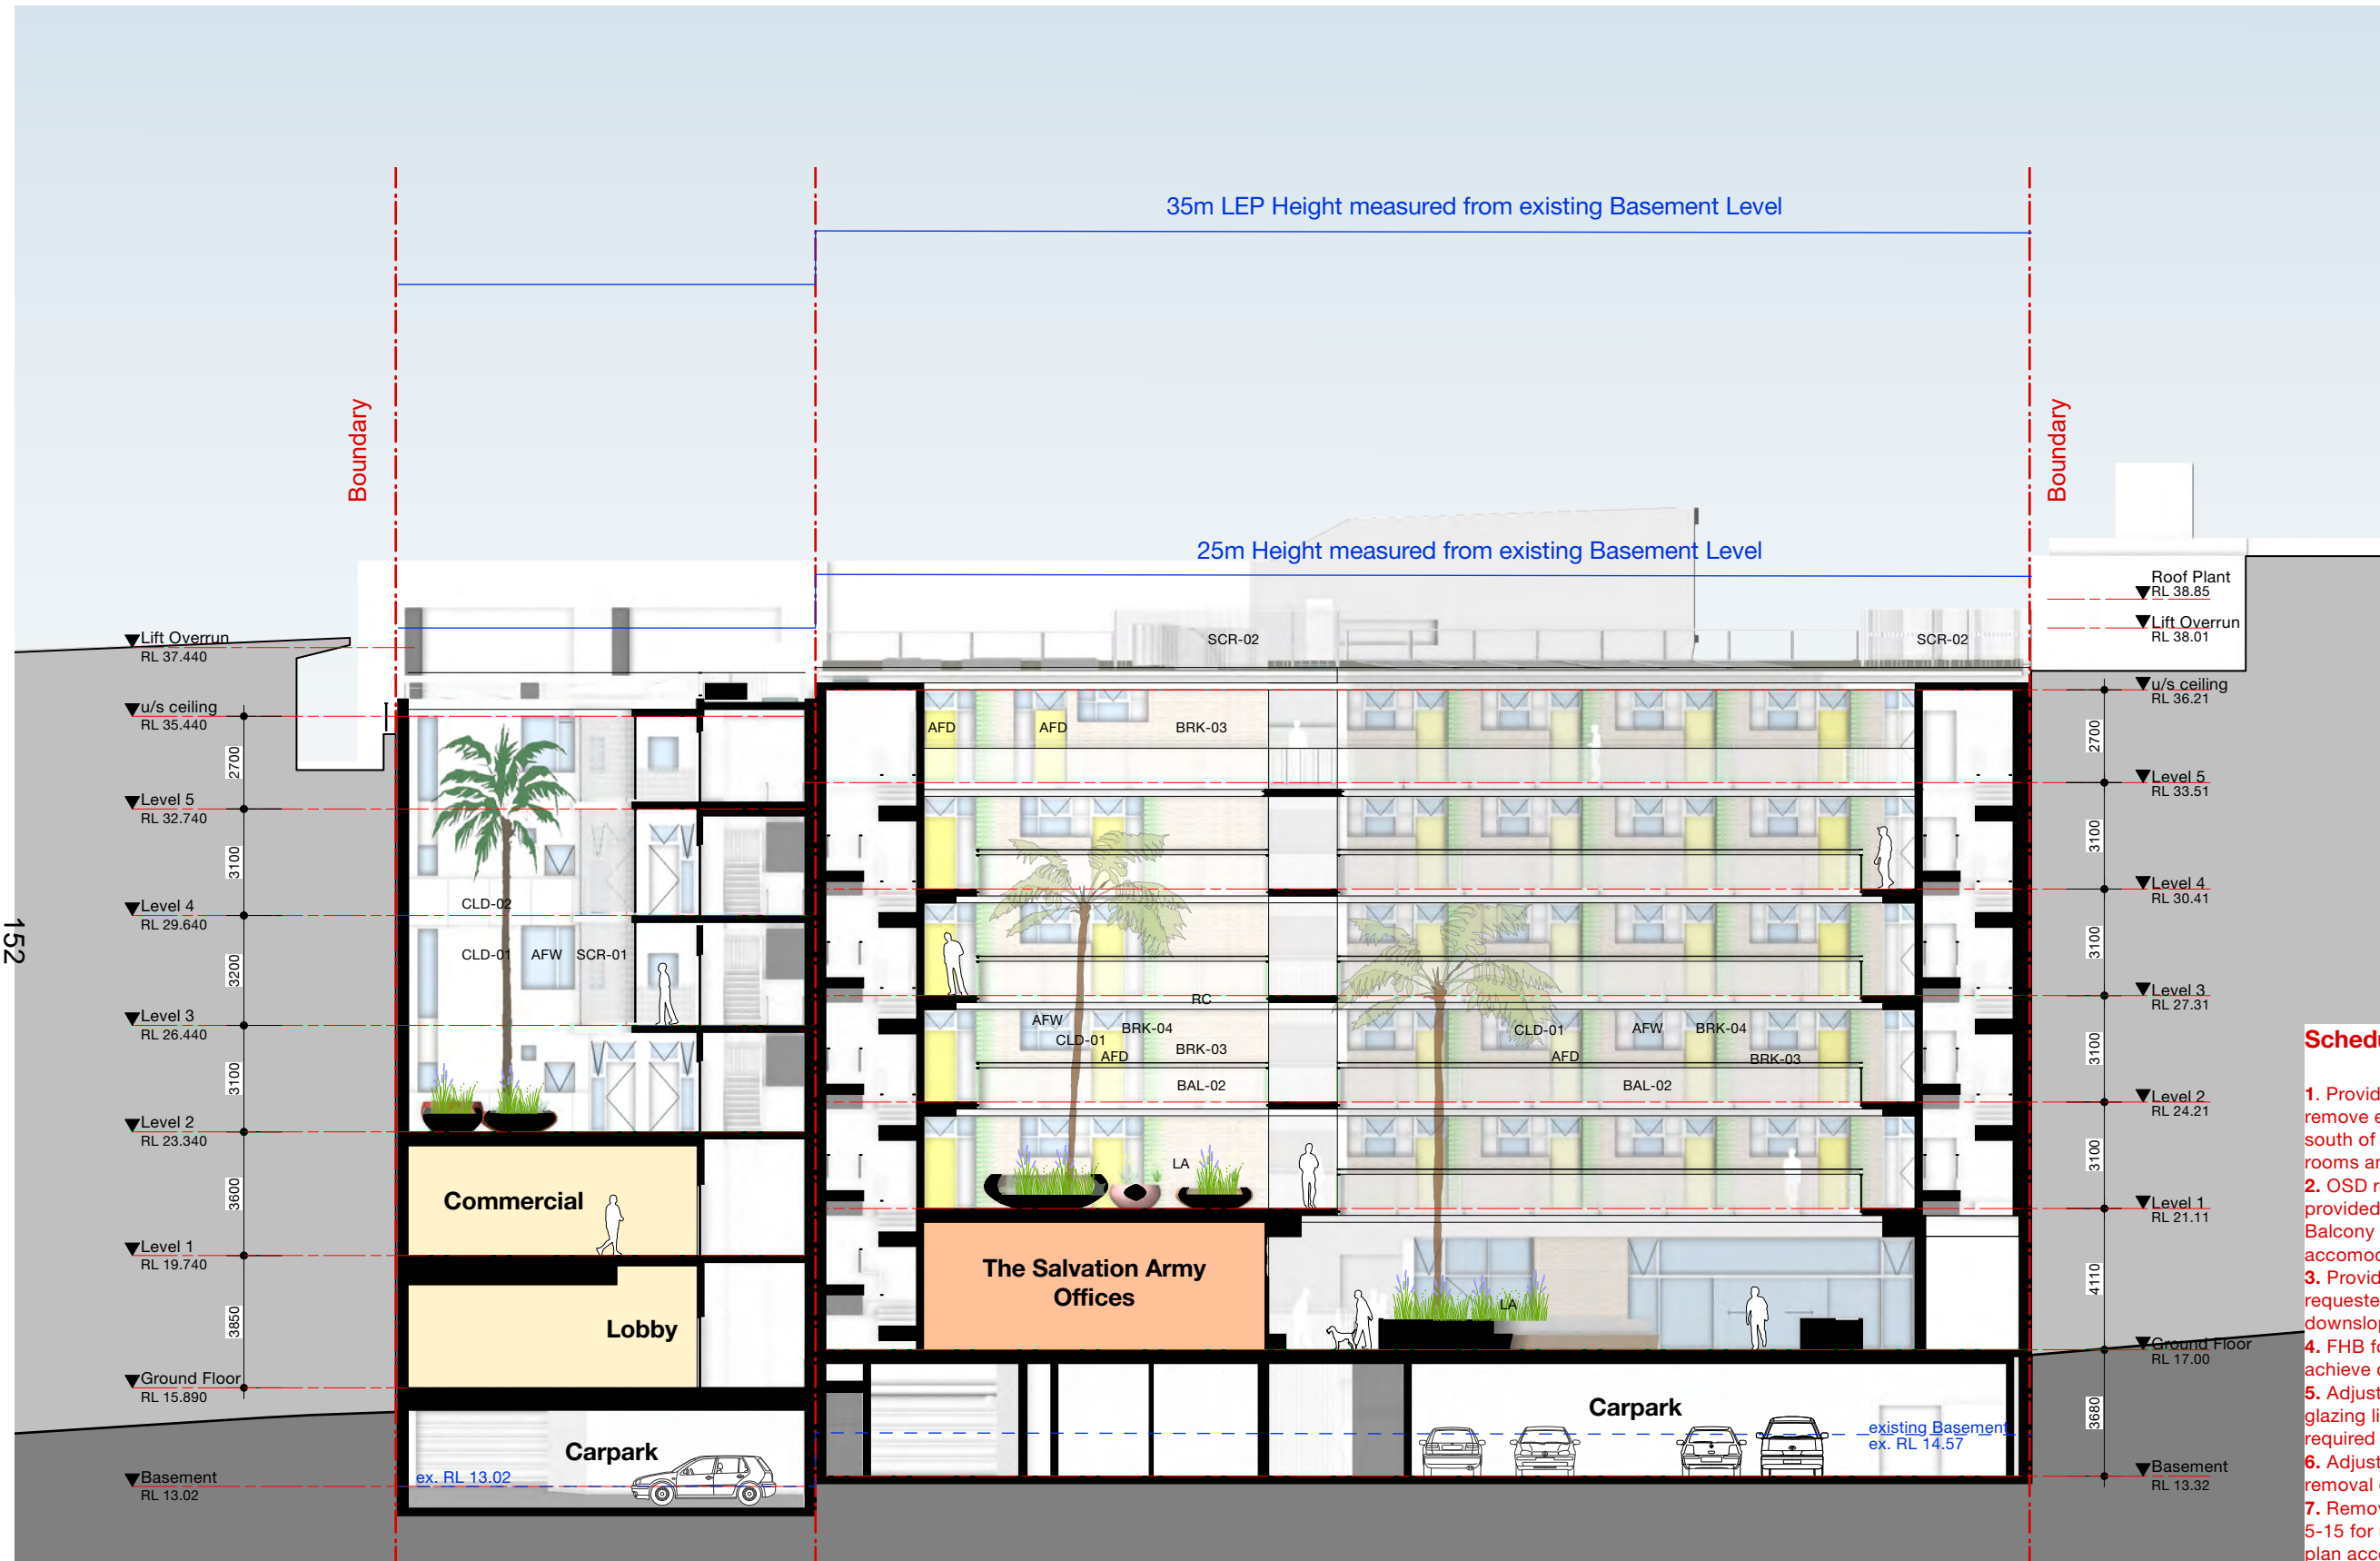 35m LEP Height measured from existing Basement Level
Boundary
Boundary
25m Height measured from existing Basement Level
SCR-02
SCR-02
Lift Overrun
RL 37.440
u/s ceiling
RL 35.440
2700
Level 5
RL 32.740
3100
Level 4
RL 29.640
3200
Level 3
RL 26.440
3100
Level 2
RL 23.340
3600
Level 1
RL 19.740
3850
Ground Floor
RL 15.890
Basement
RL 13.02
152
CLD-02
CLD-01
AFW
SCR-01
Commercial
Lobby
Carpark
ex. RL 13.02
AFD
AFD
BRK-03
RC
AFW
CLD-01
BRK-04
AFD
BRK-03
BAL-02
CLD-01
AFW
BRK-04
AFD
BRK-03
BAL-02
LA
The Salvation Army
Offices
LA
Carpark
existing Basement
ex. RL 14.57
Roof Plant
RL 38.85
Lift Overrun
RL 38.01
u/s ceiling
RL 36.21
2700
Level 5
RL 33.51
3100
Level 4
RL 30.41
3100
Level 3
RL 27.31
3100
Level 2
RL 24.21
3100
Level 1
RL 21.11
4110
Ground Floor
RL 17.00
3680
Basement
RL 13.32
Schedu
1. Provid
remove e
south of
rooms an
2. OSD r
provided
Balcony
accomod
3. Provid
requeste
downslop
4. FHB fo
achieve c
5. Adjust
glazing li
required
6. Adjust
removal
7. Remov
5-15 for
plan acco